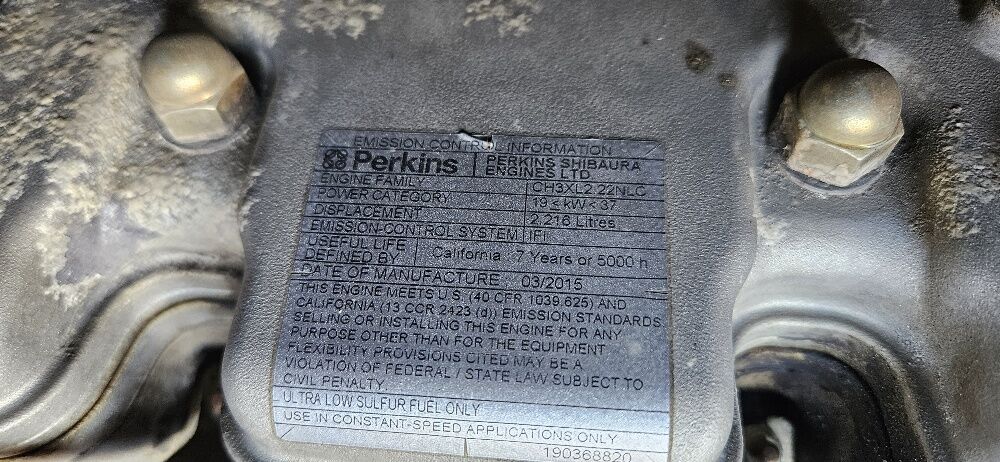 EMISSION CONTROL INFORMATION
Perkins PERKINS SHIBAURA ENGINES LTD
ENGINE FAMILY CH3XL2.22NLC
POWER CATEGORY 19 ≤ kW < 37
DISPLACEMENT 2.216 Litres
EMISSION-CONTROL SYSTEM IFI
USEFUL LIFE DEFINED BY California : 7 Years or 5000 h
DATE OF MANUFACTURE 03/2015
THIS ENGINE MEETS U.S. (40 CFR 1039.625) AND
CALIFORNIA (13 CCR 2423 (d)) EMISSION STANDARDS
SELLING OR INSTALLING THIS ENGINE FOR ANY
PURPOSE OTHER THAN FOR THE EQUIPMENT
FLEXIBILITY PROVISIONS CITED MAY BE A
VIOLATION OF FEDERAL / STATE LAW SUBJECT TO
CIVIL PENALTY
ULTRA LOW SULFUR FUEL ONLY
USE IN CONSTANT-SPEED APPLICATIONS ONLY
190368820